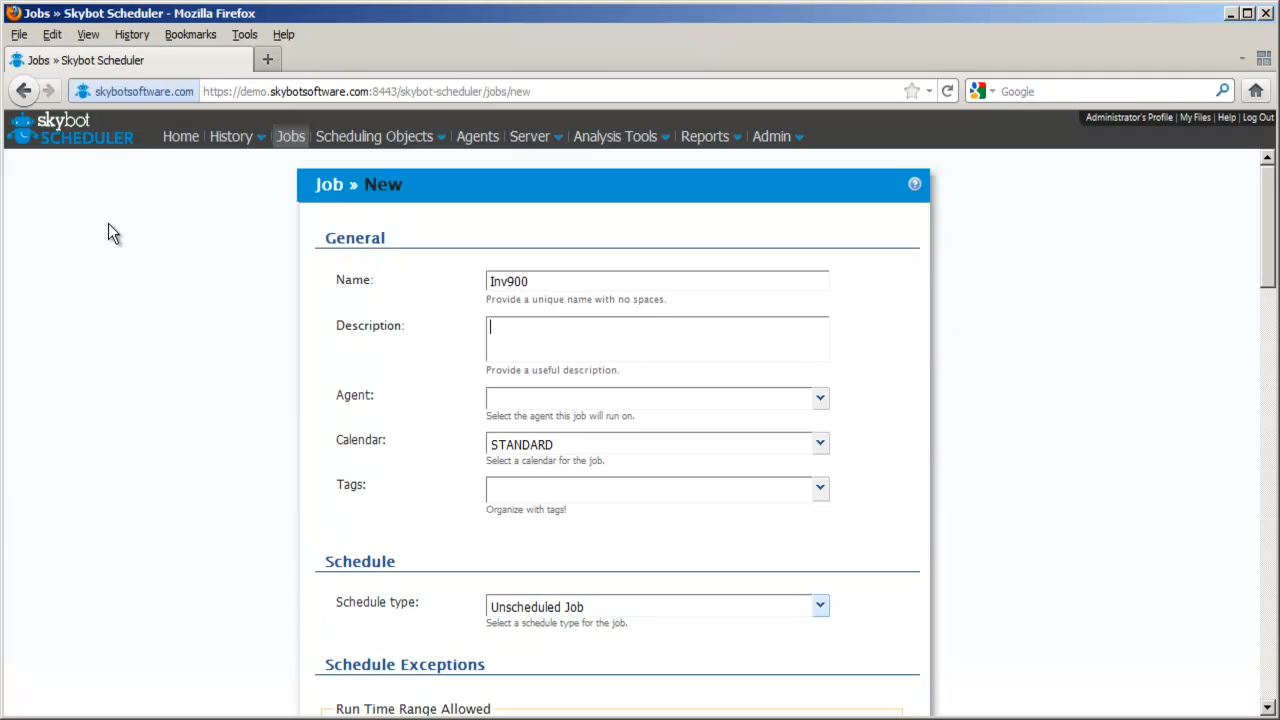 Jobs » Skybot Scheduler - Mozilla Firefox
File Edit View History Bookmarks Tools Help
Jobs » Skybot Scheduler
skybotsoftware.com https://demo.skybotsoftware.com:8443/skybot-scheduler/jobs/new Google
skybot SCHEDULER
Administrator's Profile | My Files | Help | Log Out
Home History Jobs Scheduling Objects Agents Server Analysis Tools Reports Admin
Job » New
General
Name: Inv900
Provide a unique name with no spaces.
Description:
Provide a useful description.
Agent:
Select the agent this job will run on.
Calendar: STANDARD
Select a calendar for the job.
Tags:
Organize with tags!
Schedule
Schedule type: Unscheduled Job
Select a schedule type for the job.
Schedule Exceptions
Run Time Range Allowed